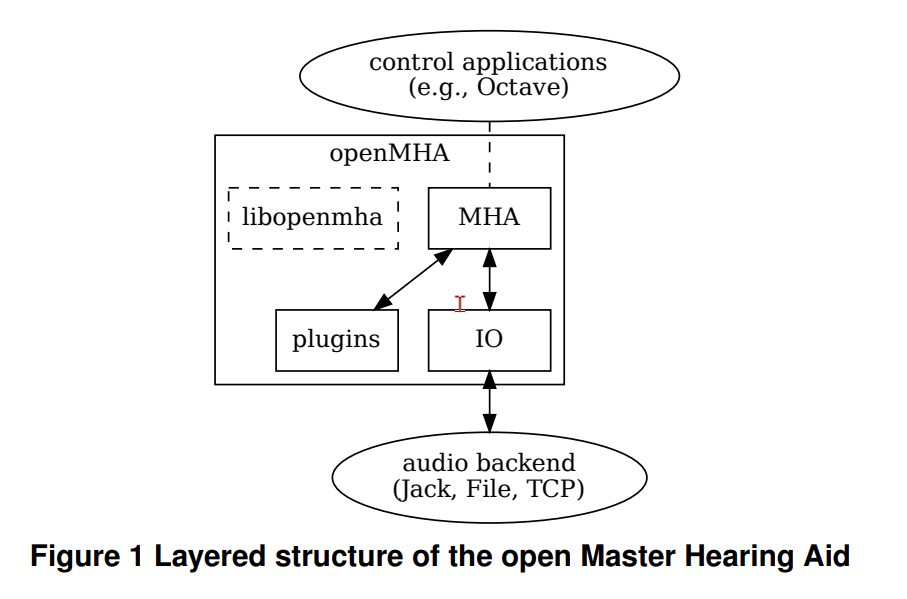 control applications
(e.g., Octave)
openMHA
libopenmha
MHA
plugins
IO
audio backend
(Jack, File, TCP)
Figure 1 Layered structure of the open Master Hearing Aid